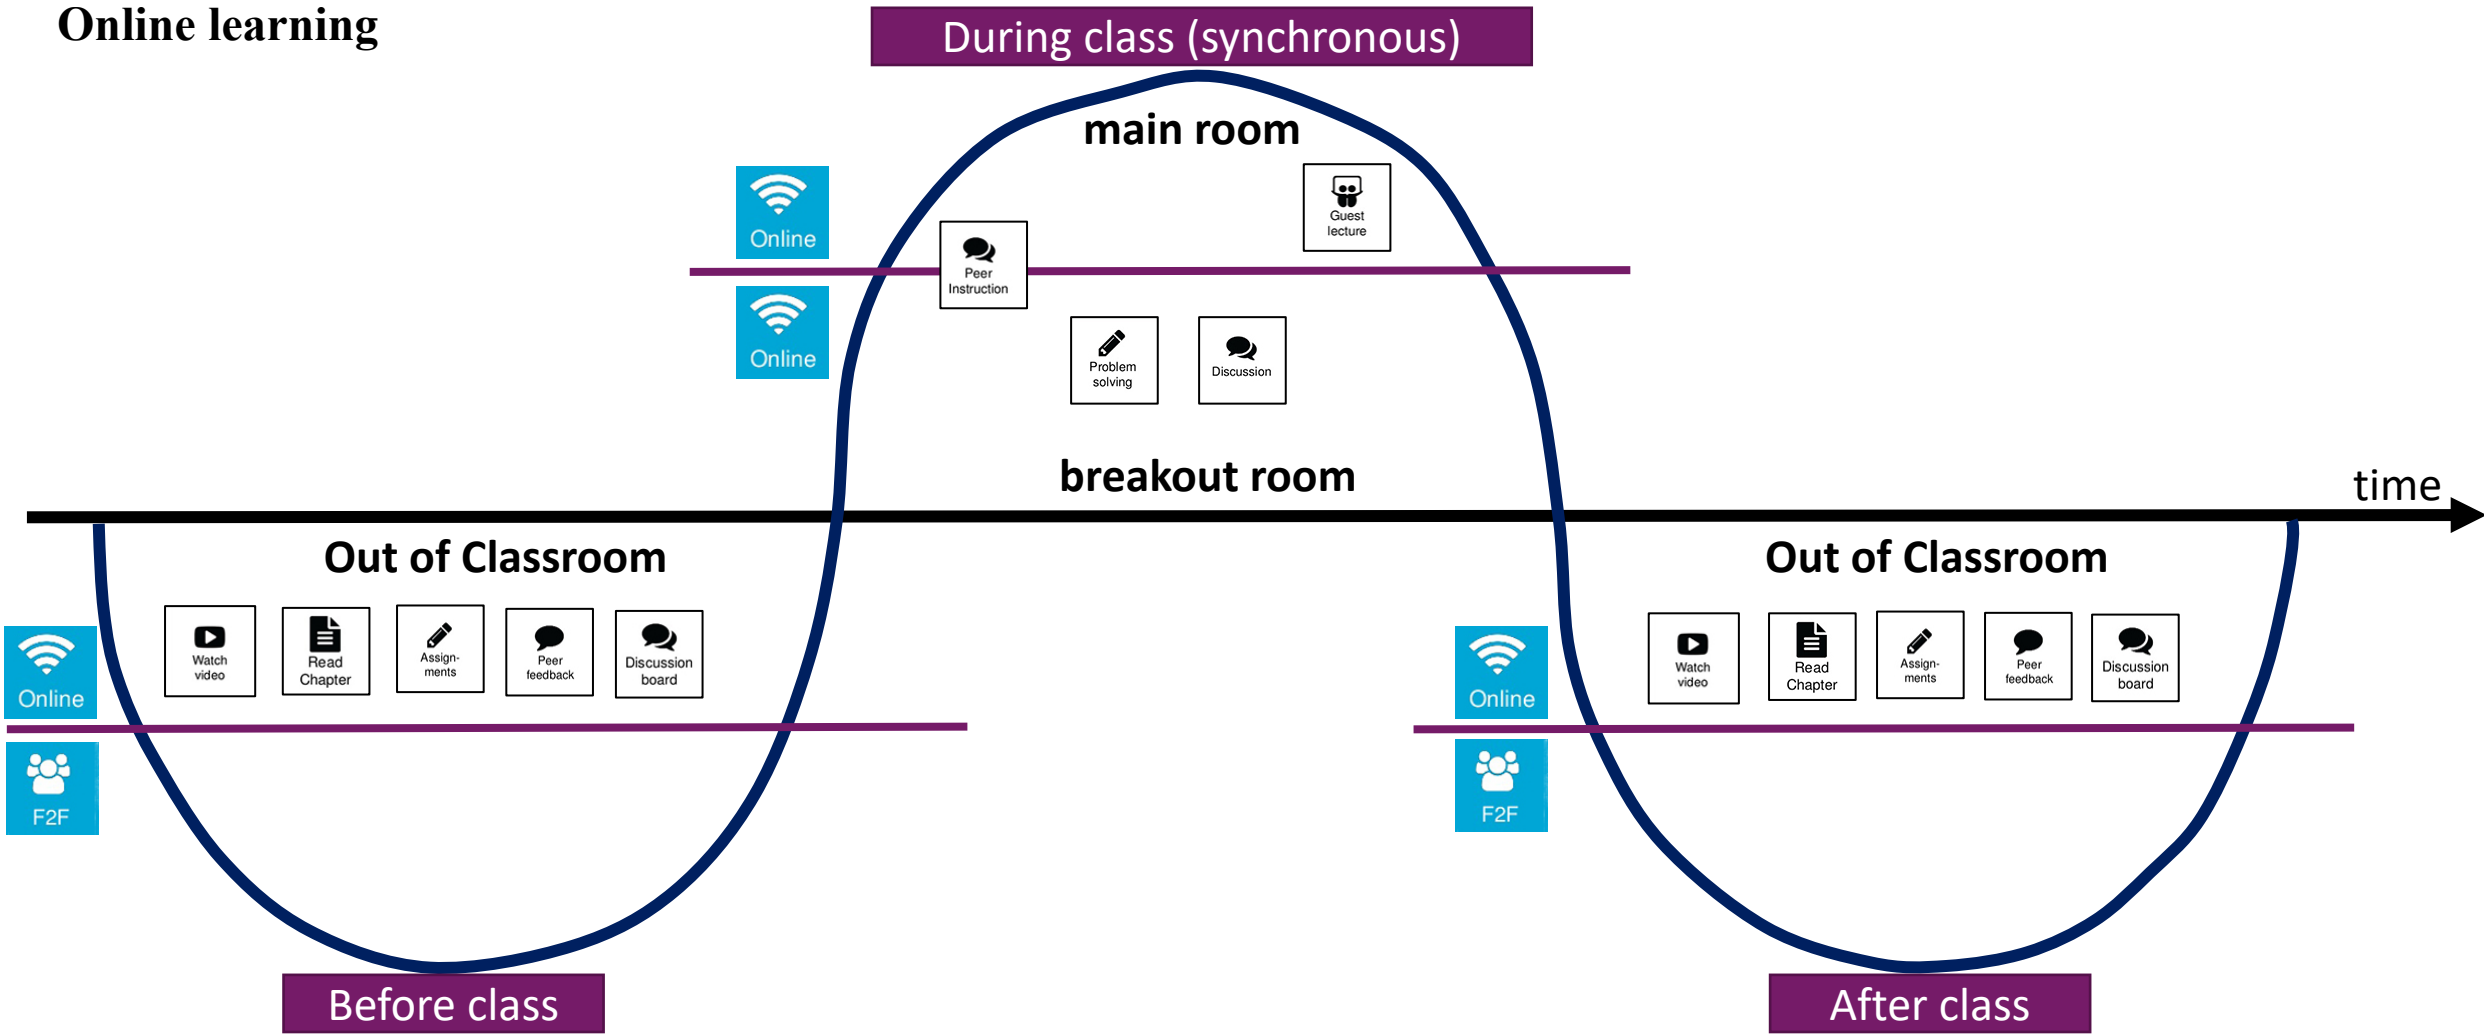 Online learning
During class (synchronous)
main room
Online
Guest
lecture
Peer
Instruction
Online
Problem
solving
Discussion
breakout room
time
Out of Classroom
Watch
video
Read
Chapter
Assign-
ments
Peer
feedback
Discussion
board
Online
F2F
Before class
Out of Classroom
Watch
video
Read
Chapter
Assign-
ments
Peer
feedback
Discussion
board
Online
F2F
After class